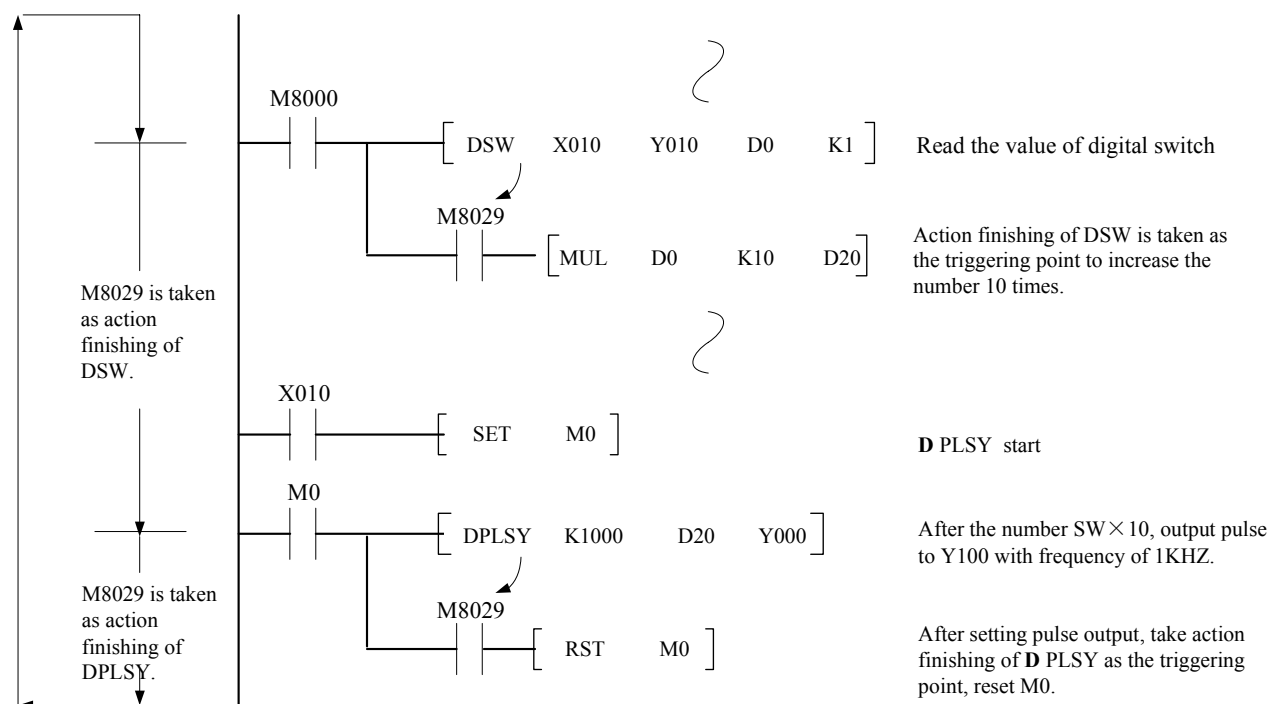 M8000
DSW X010 Y010 D0 K1
Read the value of digital switch
M8029
MUL D0 K10 D20
Action finishing of DSW is taken as
the triggering point to increase the
number 10 times.
M8029 is taken
as action
finishing of
DSW.
X010
SET M0
D PLSY start
M0
DPLSY K1000 D20 Y000
After the number SW×10, output pulse
to Y100 with frequency of 1KHZ.
M8029 is taken
as action
finishing of
DPLSY.
M8029
RST M0
After setting pulse output, take action
finishing of D PLSY as the triggering
point, reset M0.